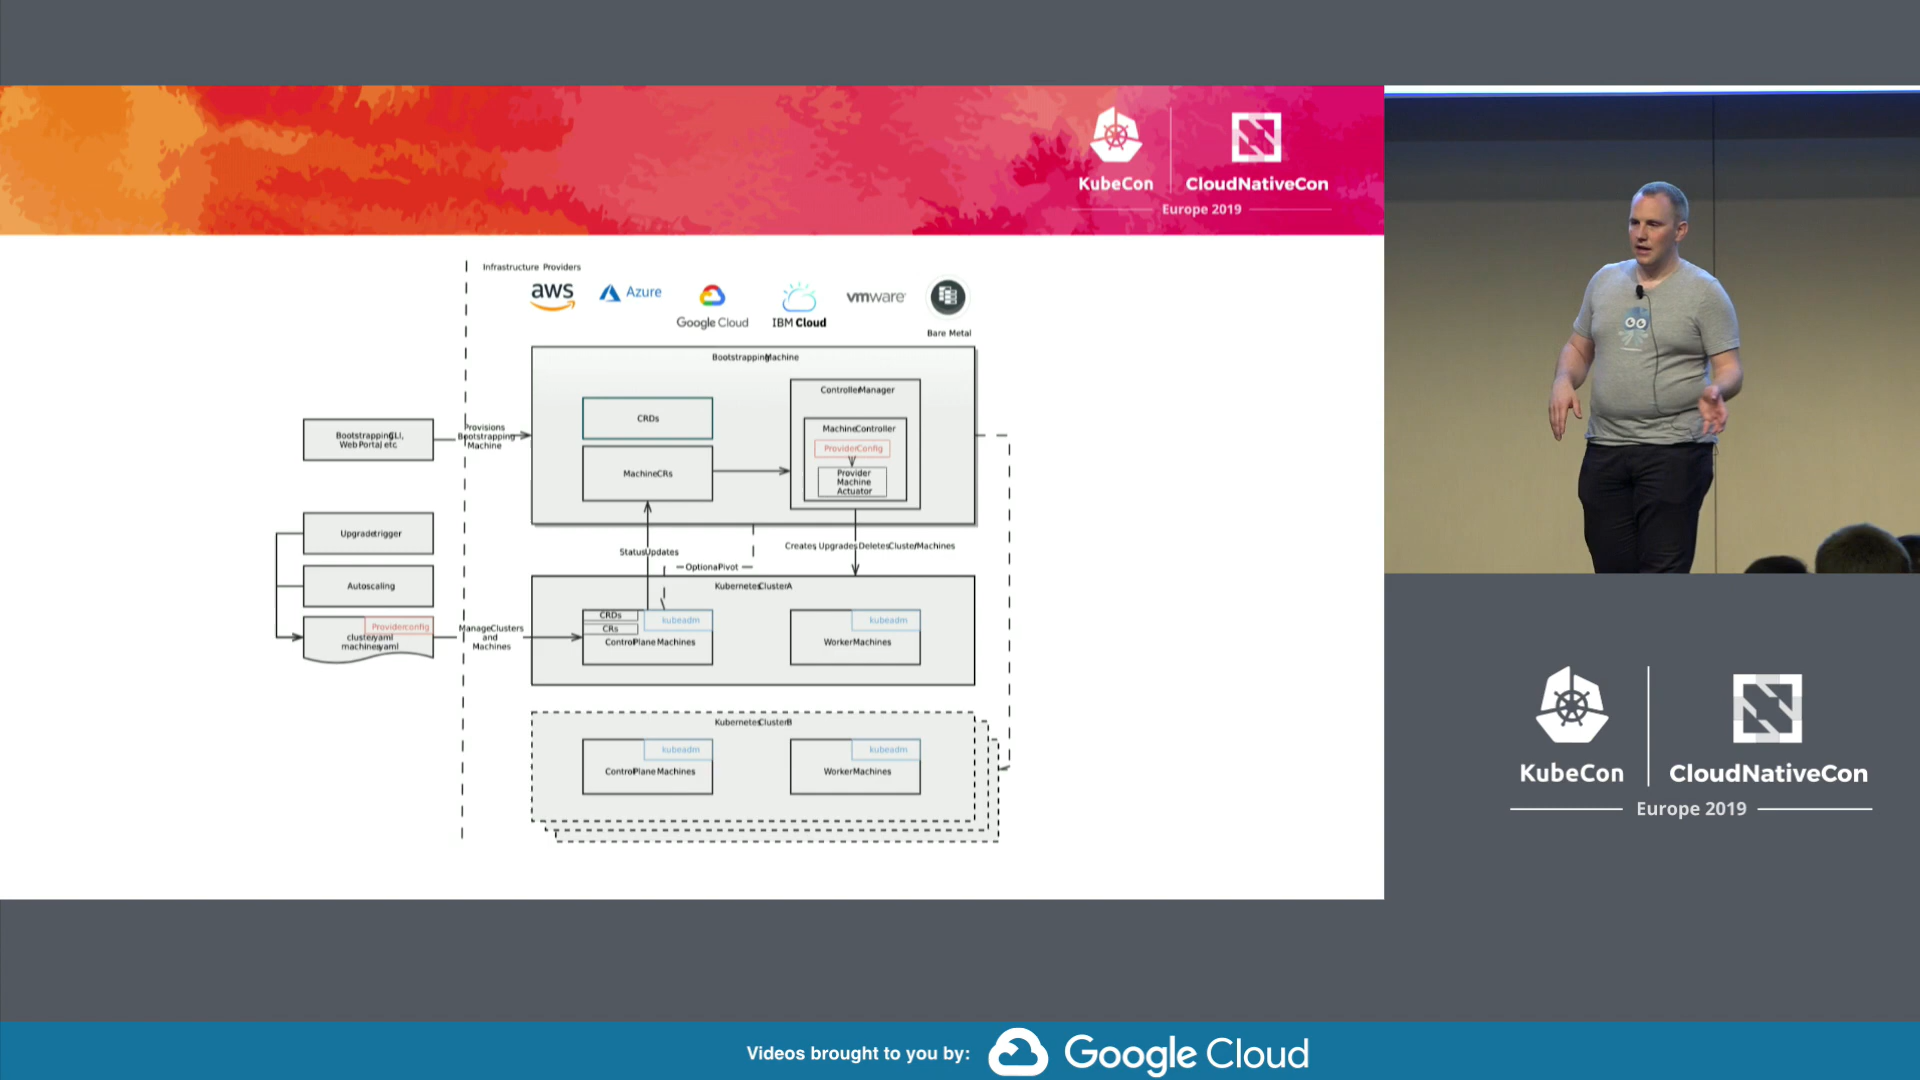 KubeCon
CloudNativeCon
Europe 2019
Infrastructure Providers
aws
Azure
Google Cloud
IBM Cloud
vmware
Bare Metal
BootstrappingMachine
CRDs
MachineCRs
ControllerManager
MachineController
ProviderConfig
Provider
Machine
Actuator
BootstrappingCLI,
Web Portal, etc
Provisions
Bootstrapping
Machine
Upgradetrigger
Autoscaling
Providerconfig
cluster.yaml
machines.yaml
ManageClusters
and
Machines
StatusUpdates
OptionalPivot
Creates, Upgrades, DeletesClusterMachines
KubernetesClusterA
CRDs
CRs
kubeadm
ControlPlane Machines
kubeadm
WorkerMachines
KubernetesClusterB
kubeadm
ControlPlane Machines
kubeadm
WorkerMachines
KubeCon
CloudNativeCon
Europe 2019
Videos brought to you by:
Google Cloud